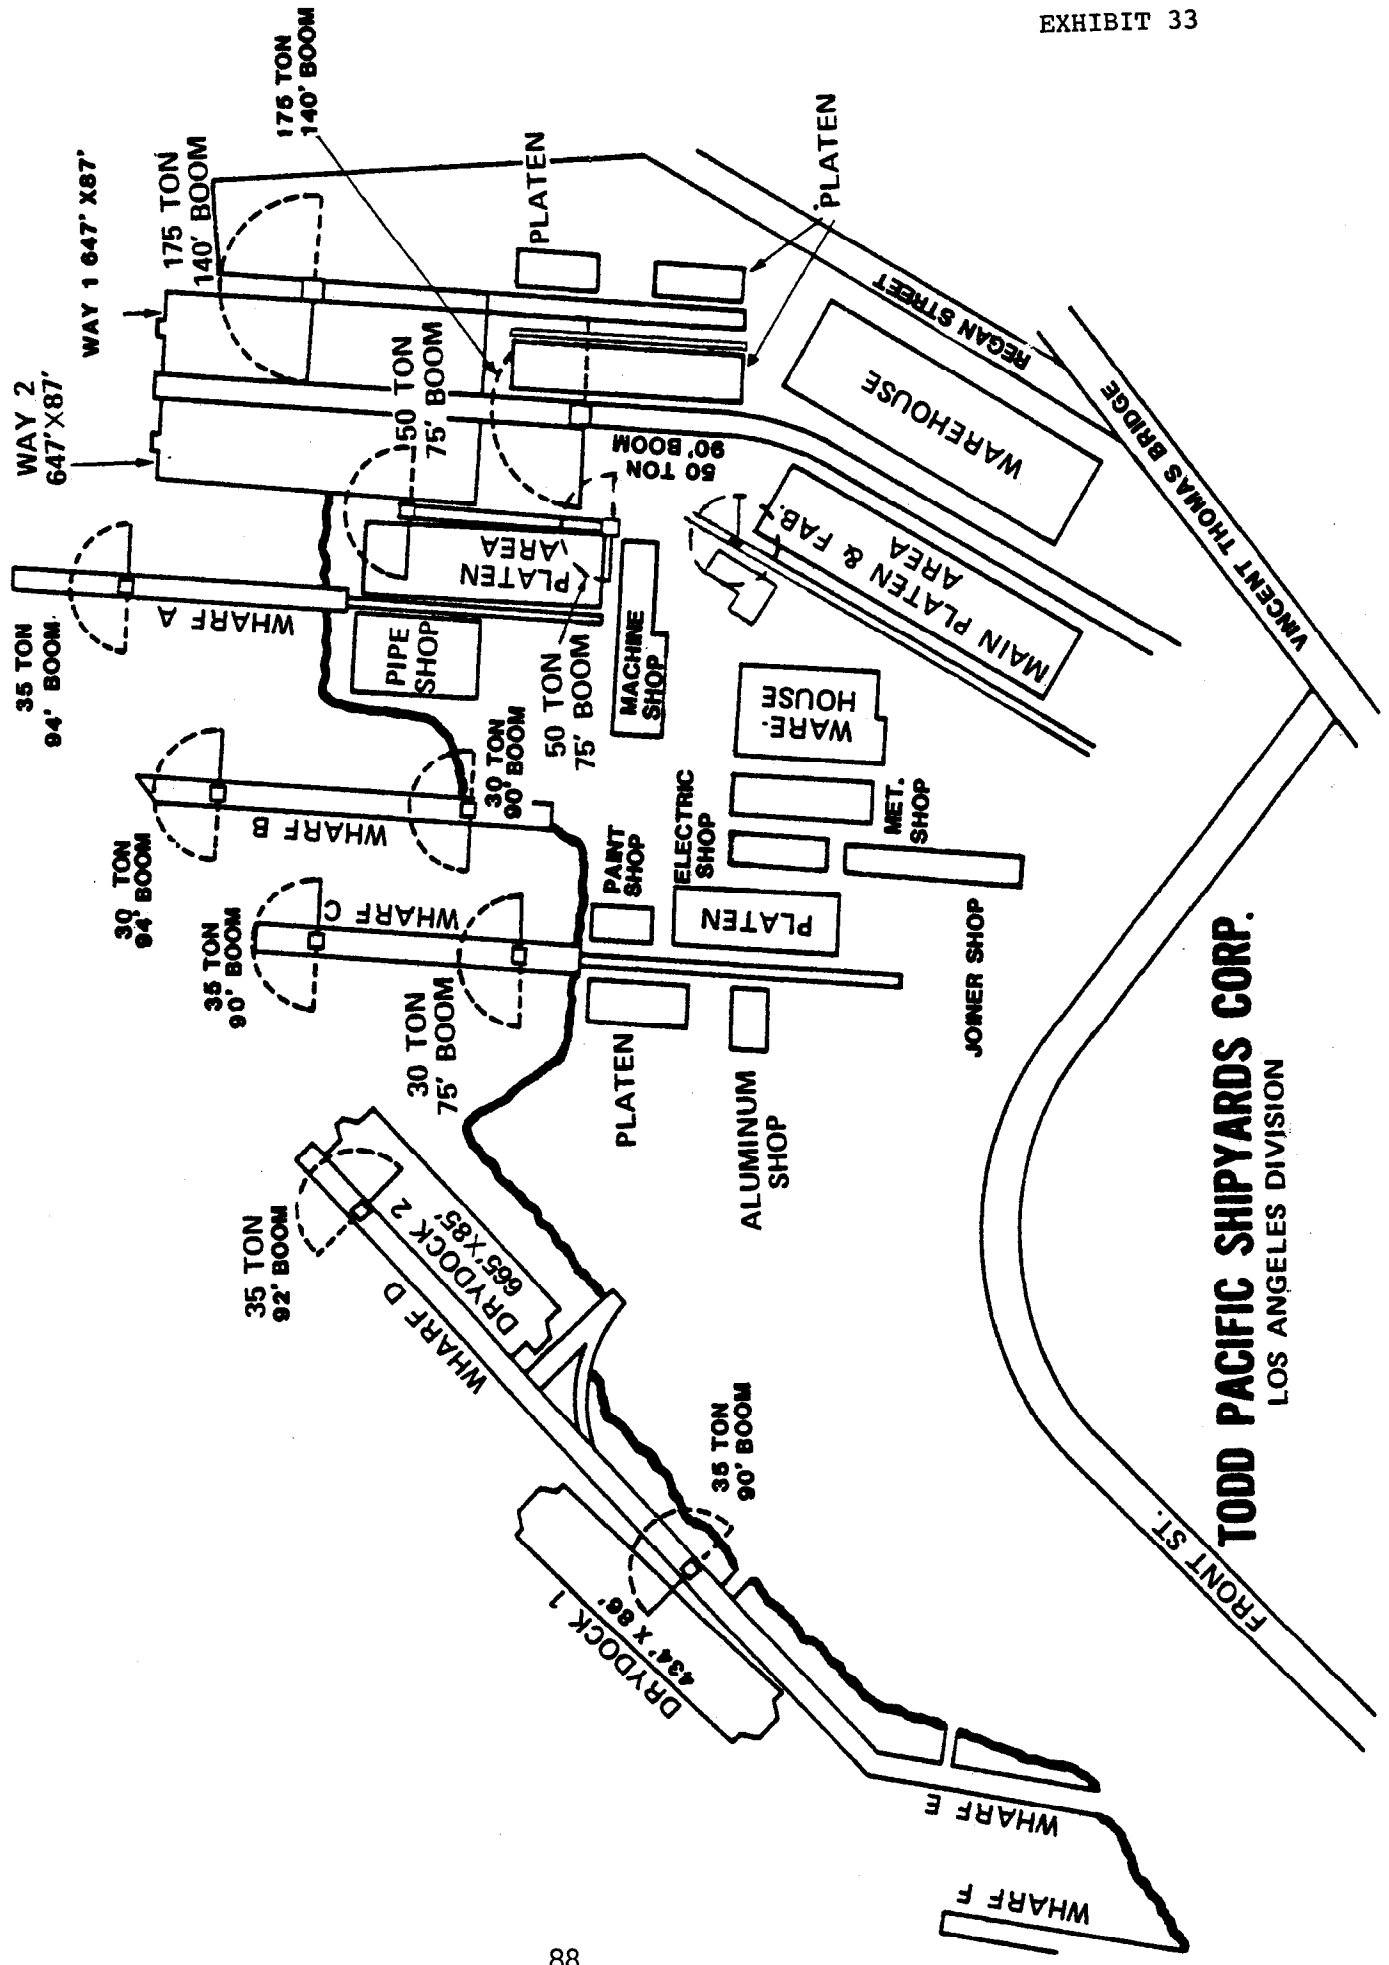 EXHIBIT 33
175 TON
140' BOOM
WAY 1 647' X87'
175 TON
140' BOOM
WAY 2
647'X87'
PLATEN
PLATEN
50 TON
75' BOOM
50 TON
90' BOOM
REGAN STREET
WAREHOUSE
VINCENT THOMAS BRIDGE
MAIN PLATEN & FAB.
AREA
PLATEN
AREA
35 TON
94' BOOM
WHARF A
PIPE
SHOP
50 TON
75' BOOM
MACHINE
SHOP
WARE-
HOUSE
30 TON
94' BOOM
WHARF B
30 TON
90' BOOM
MET.
SHOP
ELECTRIC
SHOP
PAINT
SHOP
35 TON
90' BOOM
WHARF C
PLATEN
JOINER SHOP
30 TON
75' BOOM
PLATEN
ALUMINUM
SHOP
35 TON
92' BOOM
DRYDOCK 2
665'X85'
WHARF D
35 TON
90' BOOM
DRYDOCK 1
434' X 86'
WHARF E
WHARF F
FRONT ST.
TODD PACIFIC SHIPYARDS CORP.
LOS ANGELES DIVISION
88